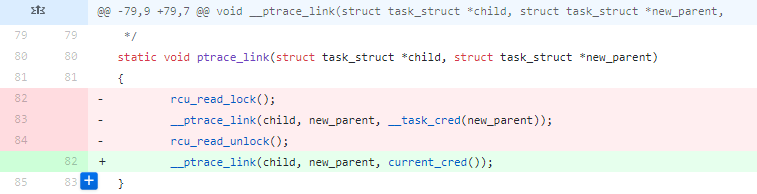 @@ -79,9 +79,7 @@ void __ptrace_link(struct task_struct *child, struct task_struct *new_parent,
79 79 */
80 80 static void ptrace_link(struct task_struct *child, struct task_struct *new_parent)
81 81 {
82 - rcu_read_lock();
83 - __ptrace_link(child, new_parent, __task_cred(new_parent));
84 - rcu_read_unlock();
82 + __ptrace_link(child, new_parent, current_cred());
85 83 + }